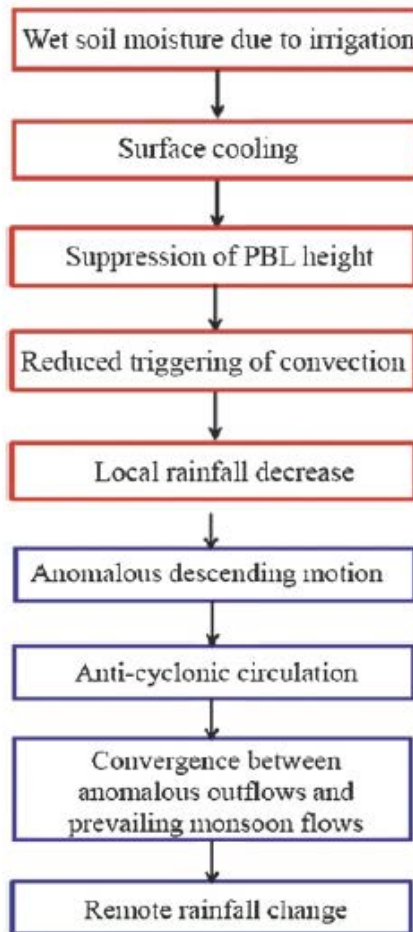 Wet soil moisture due to irrigation
Surface cooling
Suppression of PBL height
Reduced triggering of convection
Local rainfall decrease
Anomalous descending motion
Anti-cyclonic circulation
Convergence between
anomalous outflows and
prevailing monsoon flows
Remote rainfall change